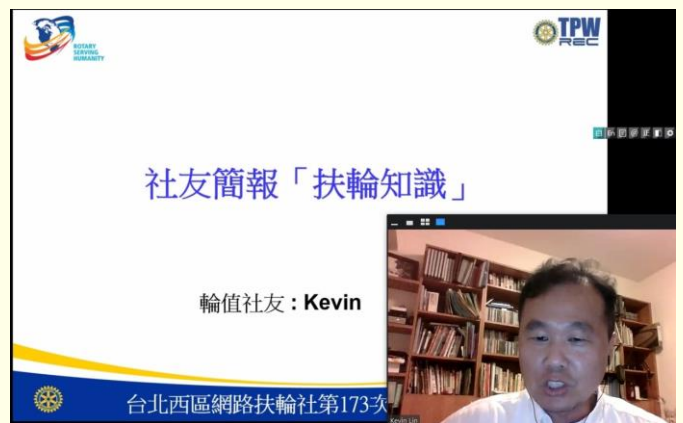 ROTARY
SERVING
HUMANITY
TPW
REC
社友簡報「扶輪知識」
輪值社友 : Kevin
台北西區網路扶輪社第173次
Kevin Lin